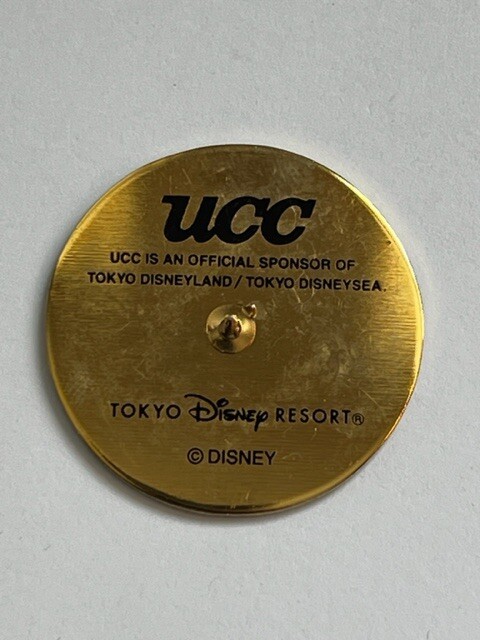 UCC
UCC IS AN OFFICIAL SPONSOR OF
TOKYO DISNEYLAND / TOKYO DISNEYSEA.
TOKYO Disney RESORT®
© DISNEY